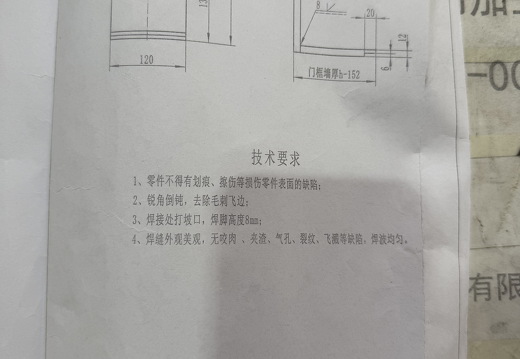 8
20
13
120
12
6
门框墙厚h-152
技术要求
1、零件不得有划痕、擦伤等损伤零件表面的缺陷;
2、锐角倒钝,去除毛刺飞边;
3、焊接处打坡口,焊脚高度8mm;
4、焊缝外观美观,无咬肉 、夹渣、气孔、裂纹、飞溅等缺陷,焊波均匀。
加
-00
有限